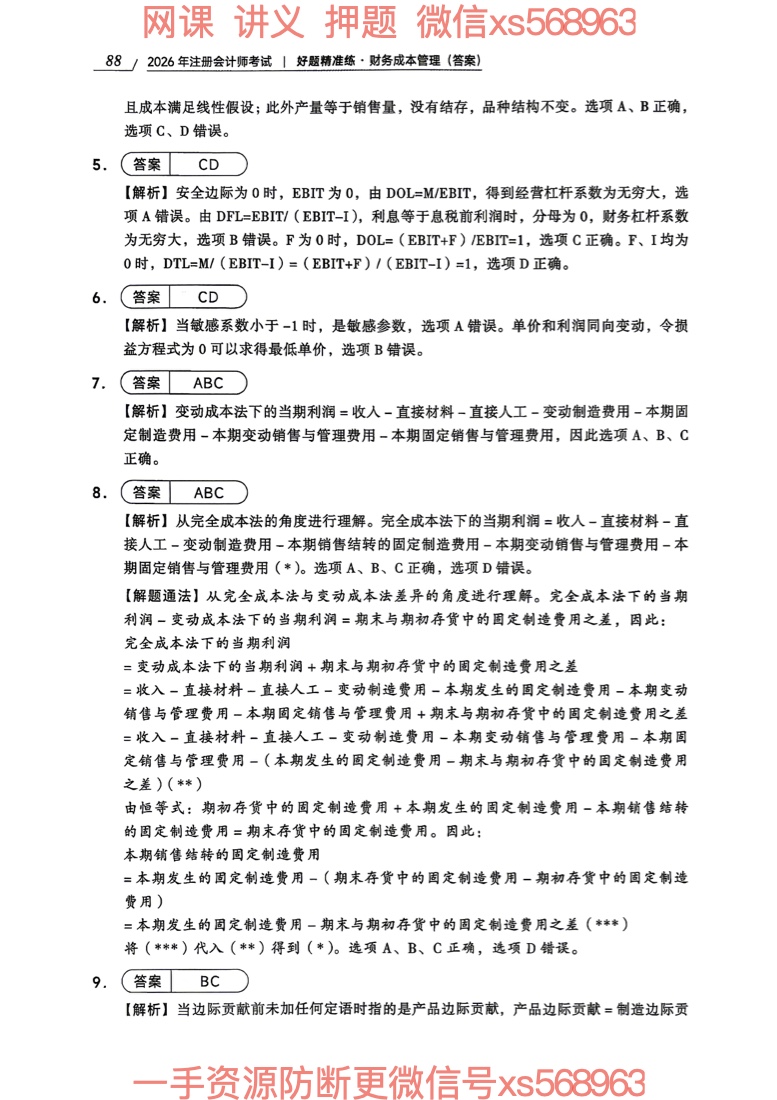 网课 讲义 押题 微信xs568963
88 / 2026年注册会计师考试 | 好题精准练·财务成本管理（答案）
且成本满足线性假设；此外产量等于销售量，没有结存，品种结构不变。选项 A、B 正确，
选项 C、D 错误。
5. 答案 CD
【解析】安全边际为 0 时，EBIT 为 0，由 DOL=M/EBIT，得到经营杠杆系数为无穷大，选
项 A 错误。由 DFL=EBIT/（EBIT–I），利息等于息税前利润时，分母为 0，财务杠杆系数
为无穷大，选项 B 错误。F 为 0 时，DOL=（EBIT+F）/EBIT=1，选项 C 正确。F、I 均为
0 时，DTL=M/（EBIT–I）=（EBIT+F）/（EBIT–I）=1，选项 D 正确。
6. 答案 CD
【解析】当敏感系数小于 –1 时，是敏感参数，选项 A 错误。单价和利润同向变动，令损
益方程式为 0 可以求得最低单价，选项 B 错误。
7. 答案 ABC
【解析】变动成本法下的当期利润 = 收入 – 直接材料 – 直接人工 – 变动制造费用 – 本期固
定制造费用 – 本期变动销售与管理费用 – 本期固定销售与管理费用，因此选项 A、B、C
正确。
8. 答案 ABC
【解析】从完全成本法的角度进行理解。完全成本法下的当期利润 = 收入 – 直接材料 – 直
接人工 – 变动制造费用 – 本期销售结转的固定制造费用 – 本期变动销售与管理费用 – 本
期固定销售与管理费用（*）。选项 A、B、C 正确，选项 D 错误。
【解题通法】从完全成本法与变动成本法差异的角度进行理解。完全成本法下的当期
利润 – 变动成本法下的当期利润 = 期末与期初存货中的固定制造费用之差，因此：
完全成本法下的当期利润
= 变动成本法下的当期利润 + 期末与期初存货中的固定制造费用之差
= 收入 – 直接材料 – 直接人工 – 变动制造费用 – 本期发生的固定制造费用 – 本期变动
销售与管理费用 – 本期固定销售与管理费用 + 期末与期初存货中的固定制造费用之差
= 收入 – 直接材料 – 直接人工 – 变动制造费用 – 本期变动销售与管理费用 – 本期固
定销售与管理费用 –（本期发生的固定制造费用 – 期末与期初存货中的固定制造费用
之差）（**）
由恒等式：期初存货中的固定制造费用 + 本期发生的固定制造费用 – 本期销售结转
的固定制造费用 = 期末存货中的固定制造费用。因此：
本期销售结转的固定制造费用
= 本期发生的固定制造费用 –（期末存货中的固定制造费用 – 期初存货中的固定制造
费用）
= 本期发生的固定制造费用 – 期末与期初存货中的固定制造费用之差（***）
将（***）代入（**）得到（*）。选项 A、B、C 正确，选项 D 错误。
9. 答案 BC
【解析】当边际贡献前未加任何定语时指的是产品边际贡献，产品边际贡献 = 制造边际贡
一手资源防断更微信号xs568963